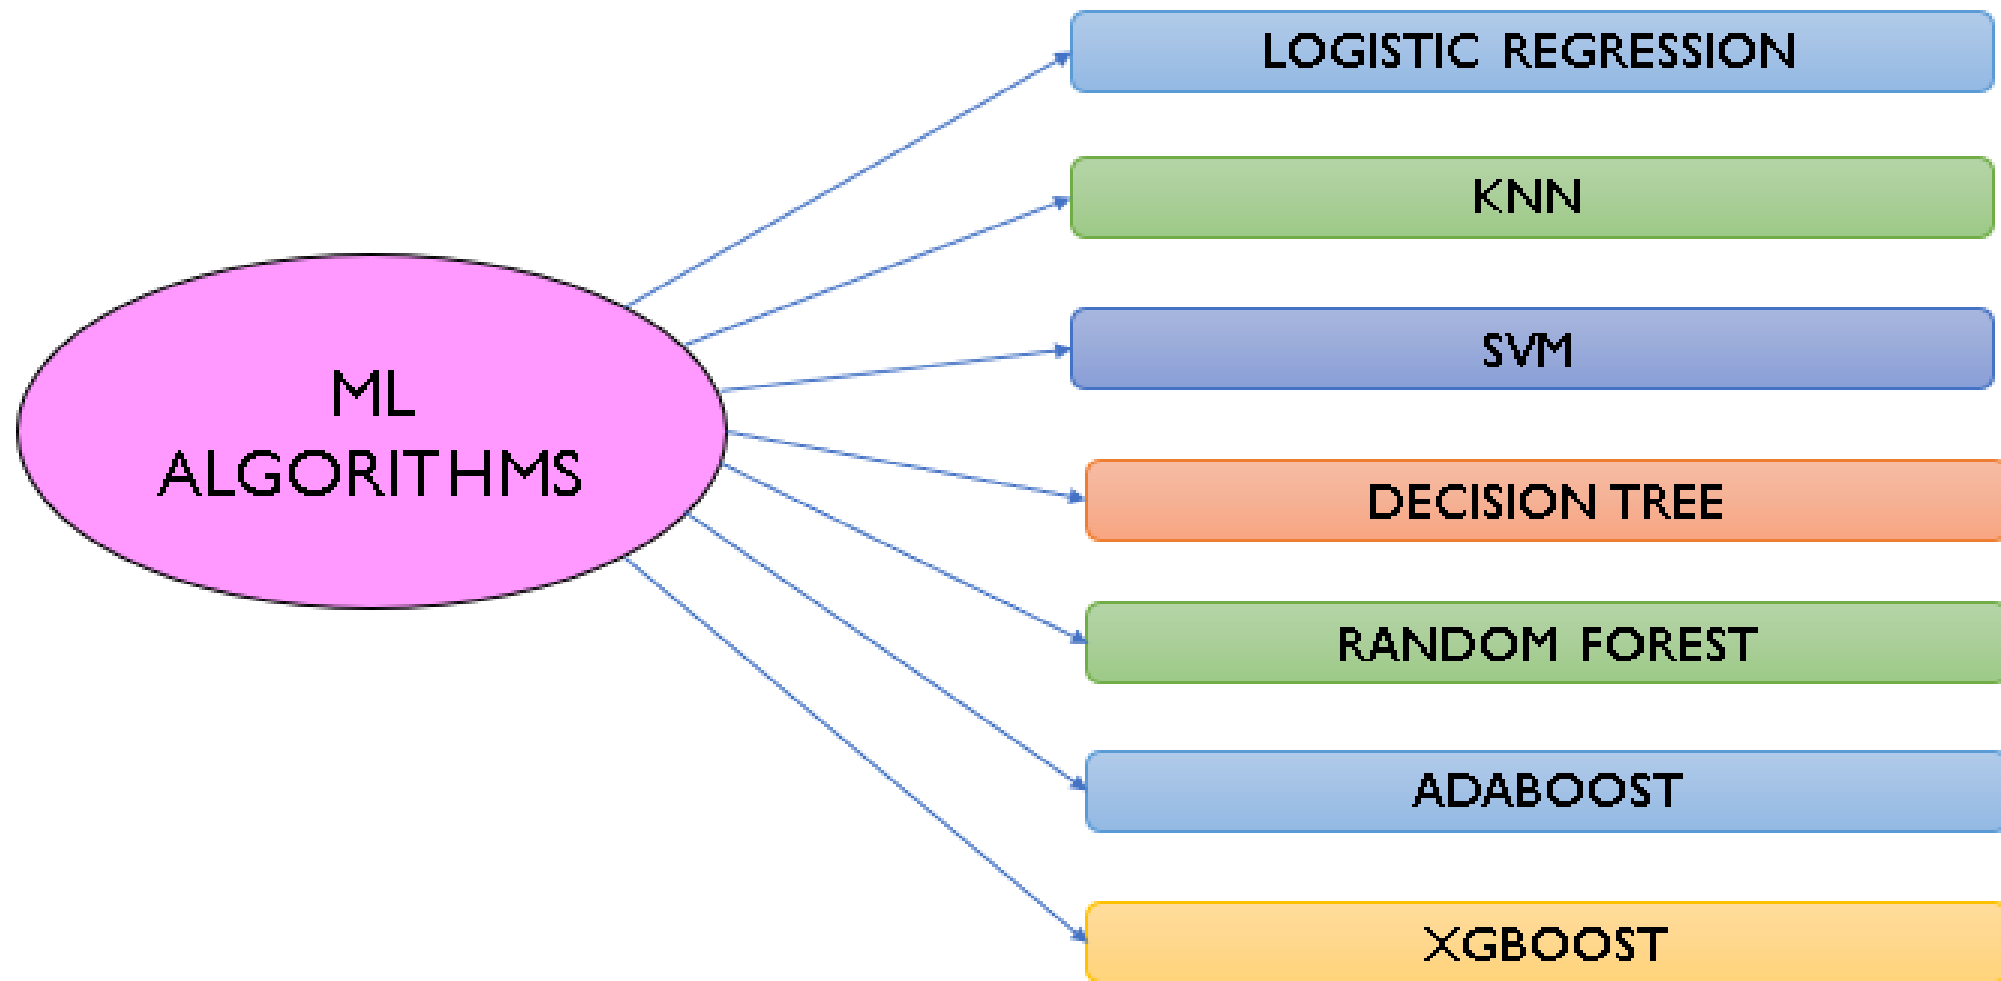 ML
ALGORITHMS
LOGISTIC REGRESSION
KNN
SVM
DECISION TREE
RANDOM FOREST
ADABOOST
XGBOOST